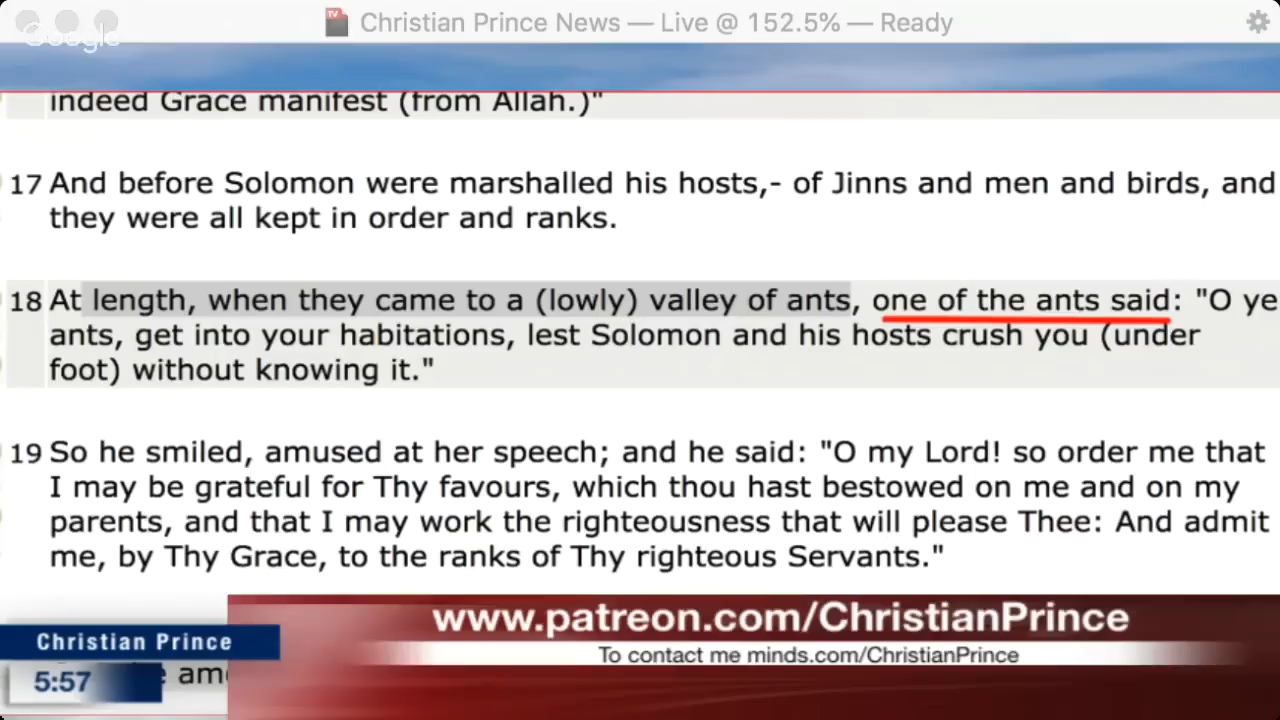 TV
Christian Prince News — Live @ 152.5% — Ready
Google
indeed Grace manifest (from Allah.)"
17 And before Solomon were marshalled his hosts,- of Jinns and men and birds, and
they were all kept in order and ranks.
18 At length, when they came to a (lowly) valley of ants, one of the ants said: "O ye
ants, get into your habitations, lest Solomon and his hosts crush you (under
foot) without knowing it."
19 So he smiled, amused at her speech; and he said: "O my Lord! so order me that
I may be grateful for Thy favours, which thou hast bestowed on me and on my
parents, and that I may work the righteousness that will please Thee: And admit
me, by Thy Grace, to the ranks of Thy righteous Servants."
www.patreon.com/ChristianPrince
Christian Prince
To contact me minds.com/ChristianPrince
5:57